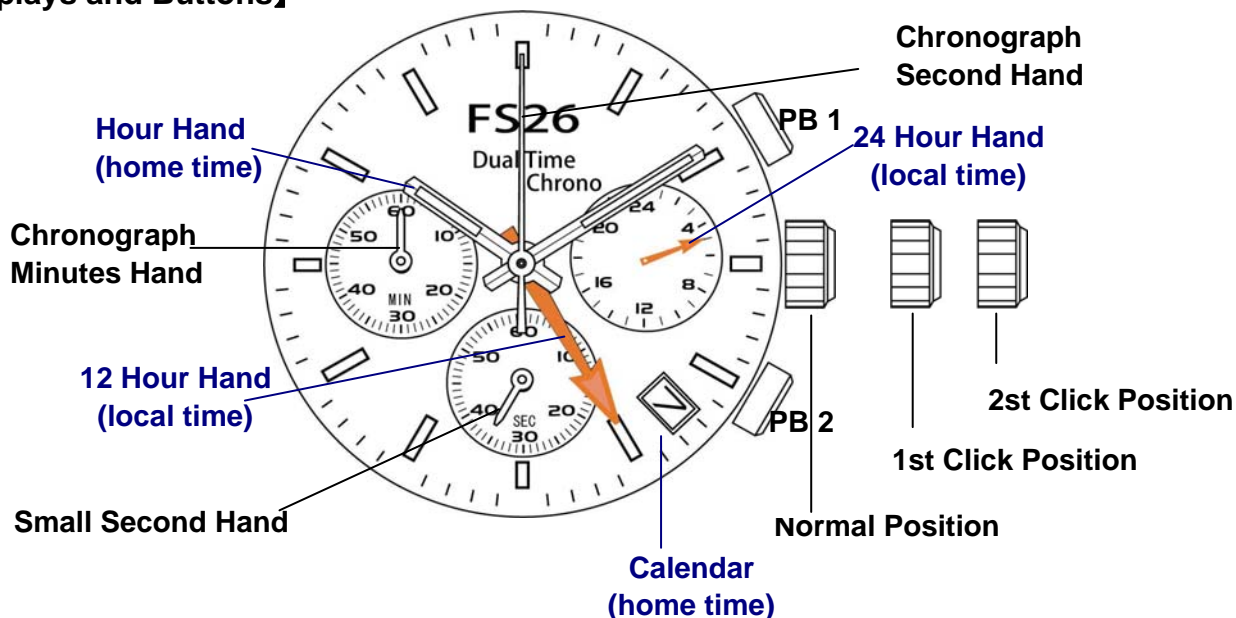 plays and Buttons】
Chronograph
Second Hand
PB 1
Hour Hand
(home time)
24 Hour Hand
(local time)
FS26
Dual Time
Chrono
Chronograph
Minutes Hand
60
10
20
30
40
50
MIN
24
4
8
12
16
20
12 Hour Hand
(local time)
60
10
20
30
40
50
SEC
V
PB 2
2st Click Position
1st Click Position
Small Second Hand
Normal Position
Calendar
(home time)